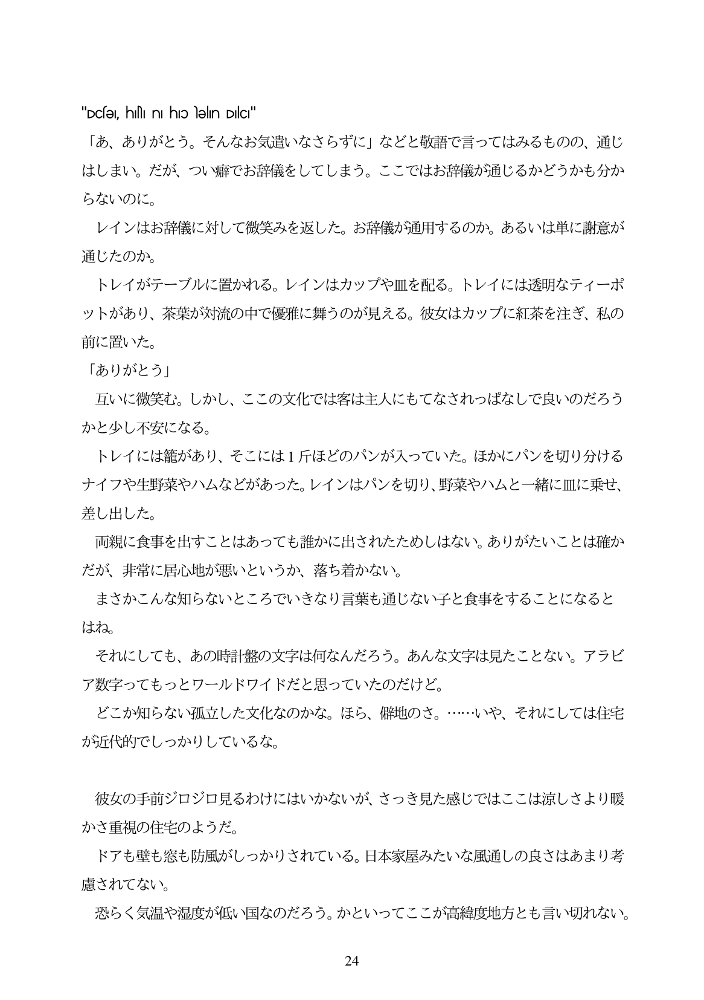 「あ、ありがとう。そんなお気遣いなさらずに」などと敬語で言ってはみるものの、通じ
はしまい。だが、つい癖でお辞儀をしてしまう。ここではお辞儀が通じるかどうかも分か
らないのに。
レインはお辞儀に対して微笑みを返した。お辞儀が通用するのか。あるいは単に謝意が
通じたのか。
トレイがテーブルに置かれる。レインはカップや皿を配る。トレイには透明なティーポ
ットがあり、茶葉が対流の中で優雅に舞うのが見える。彼女はカップに紅茶を注ぎ、私の
前に置いた。
「ありがとう」
互いに微笑む。しかし、ここの文化では客は主人にもてなされっぱなしで良いのだろう
かと少し不安になる。
トレイには籠があり、そこには1斤ほどのパンが入っていた。ほかにパンを切り分ける
ナイフや生野菜やハムなどがあった。レインはパンを切り、野菜やハムと一緒に皿に乗せ、
差し出した。
両親に食事を出すことはあっても誰かに出されたためしはない。ありがたいことは確か
だが、非常に居心地が悪いというか、落ち着かない。
まさかこんな知らないところでいきなり言葉も通じない子と食事をすることになると
はね。
それにしても、あの時計盤の文字は何なんだろう。あんな文字は見たことない。アラビ
ア数字ってもっとワールドワイドだと思っていたのだけど。
どこか知らない孤立した文化なのかな。ほら、僻地のさ。……いや、それにしては住宅
が近代的でしっかりしているな。
彼女の手前ジロジロ見るわけにはいかないが、さっき見た感じではここは涼しさより暖
かさ重視の住宅のようだ。
ドアも壁も窓も防風がしっかりされている。日本家屋みたいな風通しの良さはあまり考
慮されてない。
恐らく気温や湿度が低い国なのだろう。かといってここが高緯度地方とも言い切れない。
24